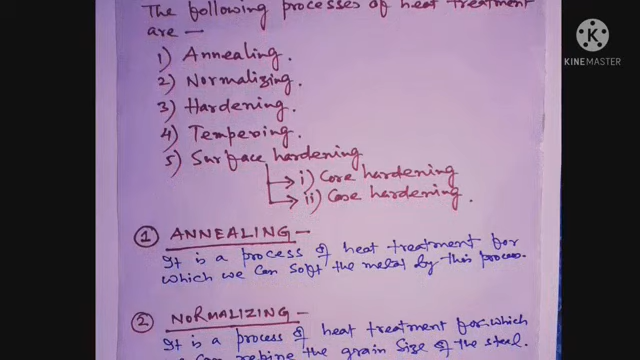 The following processes of heat treatment
are —
1) Annealing.
2) Normalizing.
3) Hardening.
4) Tempering.
5) Surface hardening
i) Core hardening
ii) Case hardening.
KINEMASTER
① ANNEALING —
It is a process of heat treatment for
which we can soft the metal by this process.
② NORMALIZING —
It is a process of heat treatment for which
we can refine the grain size of the steel.